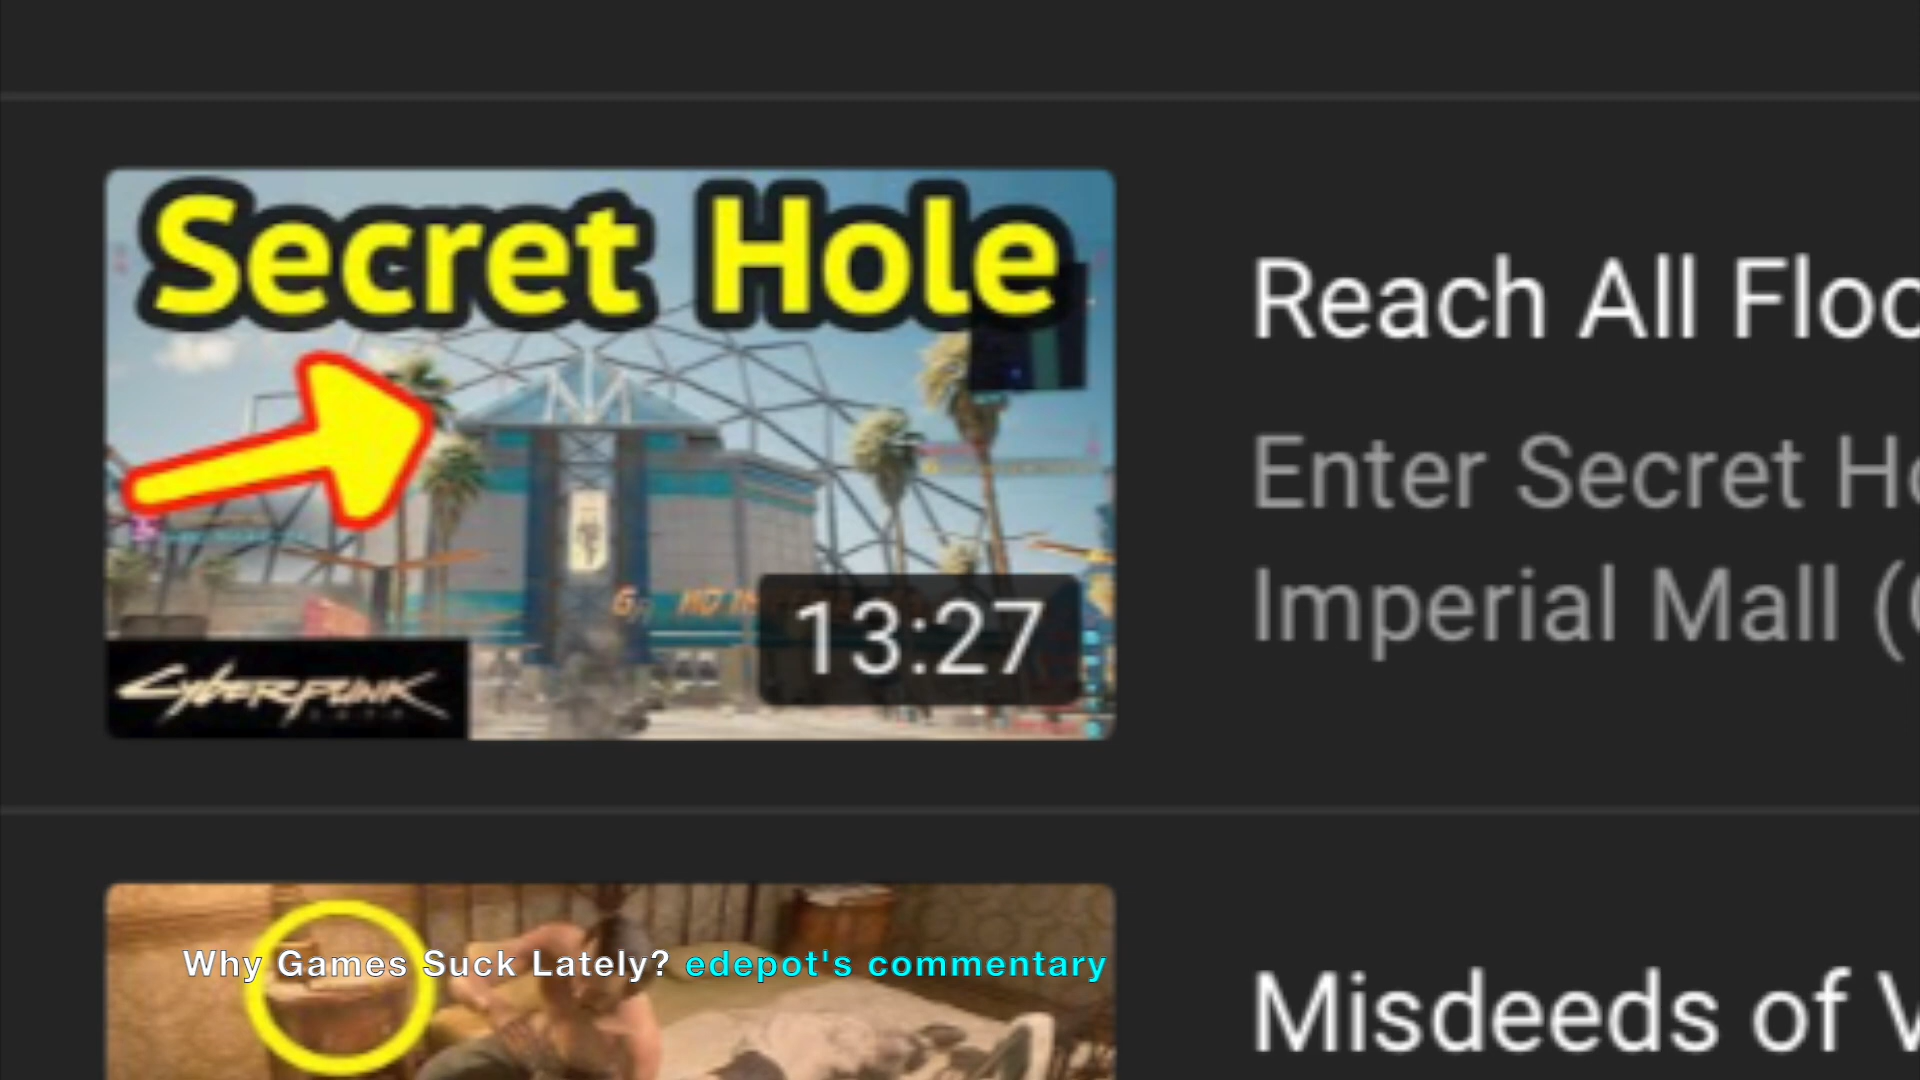 Secret Hole
Reach All Floo
Enter Secret Ho
Imperial Mall (
13:27
CYBERPUNK
Why Games Suck Lately? edepot's commentary
Misdeeds of V